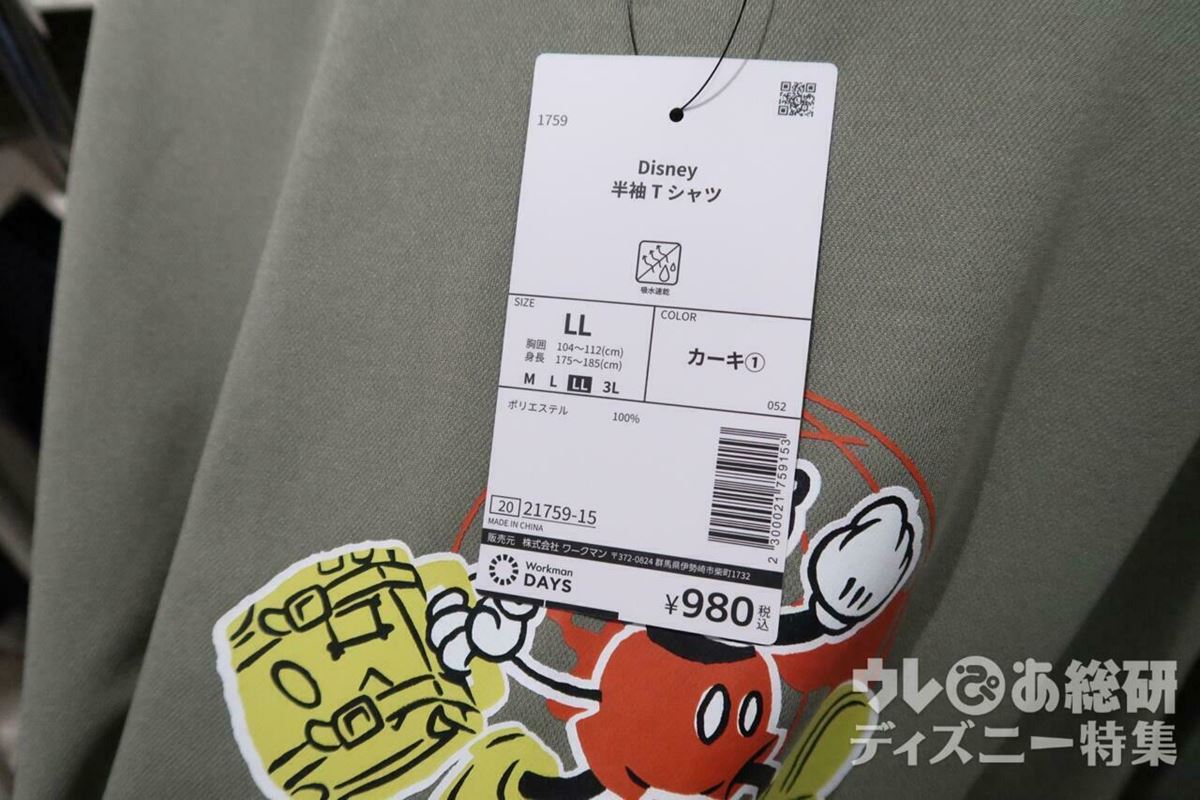 1759
Disney
半袖Tシャツ
吸水速乾
SIZE
LL
胸囲 104~112(cm)
身長 175~185(cm)
M L LL 3L
COLOR
カーキ①
052
ポリエステル 100%
2 300021 759153
20 21759-15
MADE IN CHINA
販売元 株式会社 ワークマン 〒372-0824 群馬県伊勢崎市柴町1732
Workman
DAYS
¥980税込
ウレぴあ総研
ディズニー特集